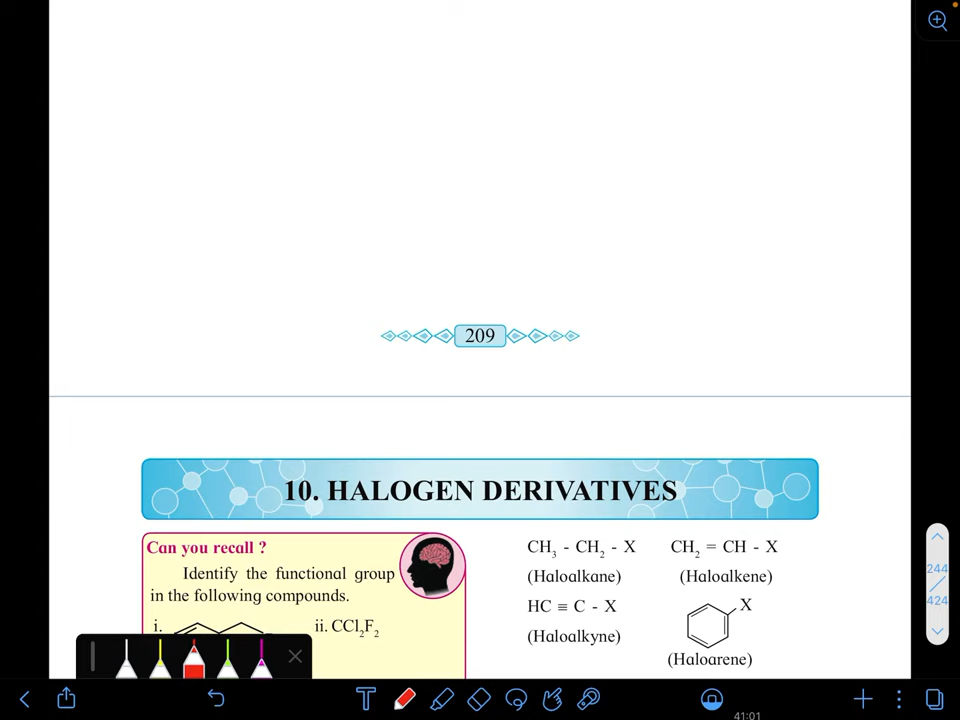 209
10. HALOGEN DERIVATIVES
Can you recall ?
Identify the functional group
in the following compounds.
i.
ii. CCl₂F₂
CH₃ - CH₂ - X
CH₂ = CH - X
(Haloalkane)
(Haloalkene)
HC ≡ C - X
X
(Haloalkyne)
(Haloarene)
244
424
T
41:01